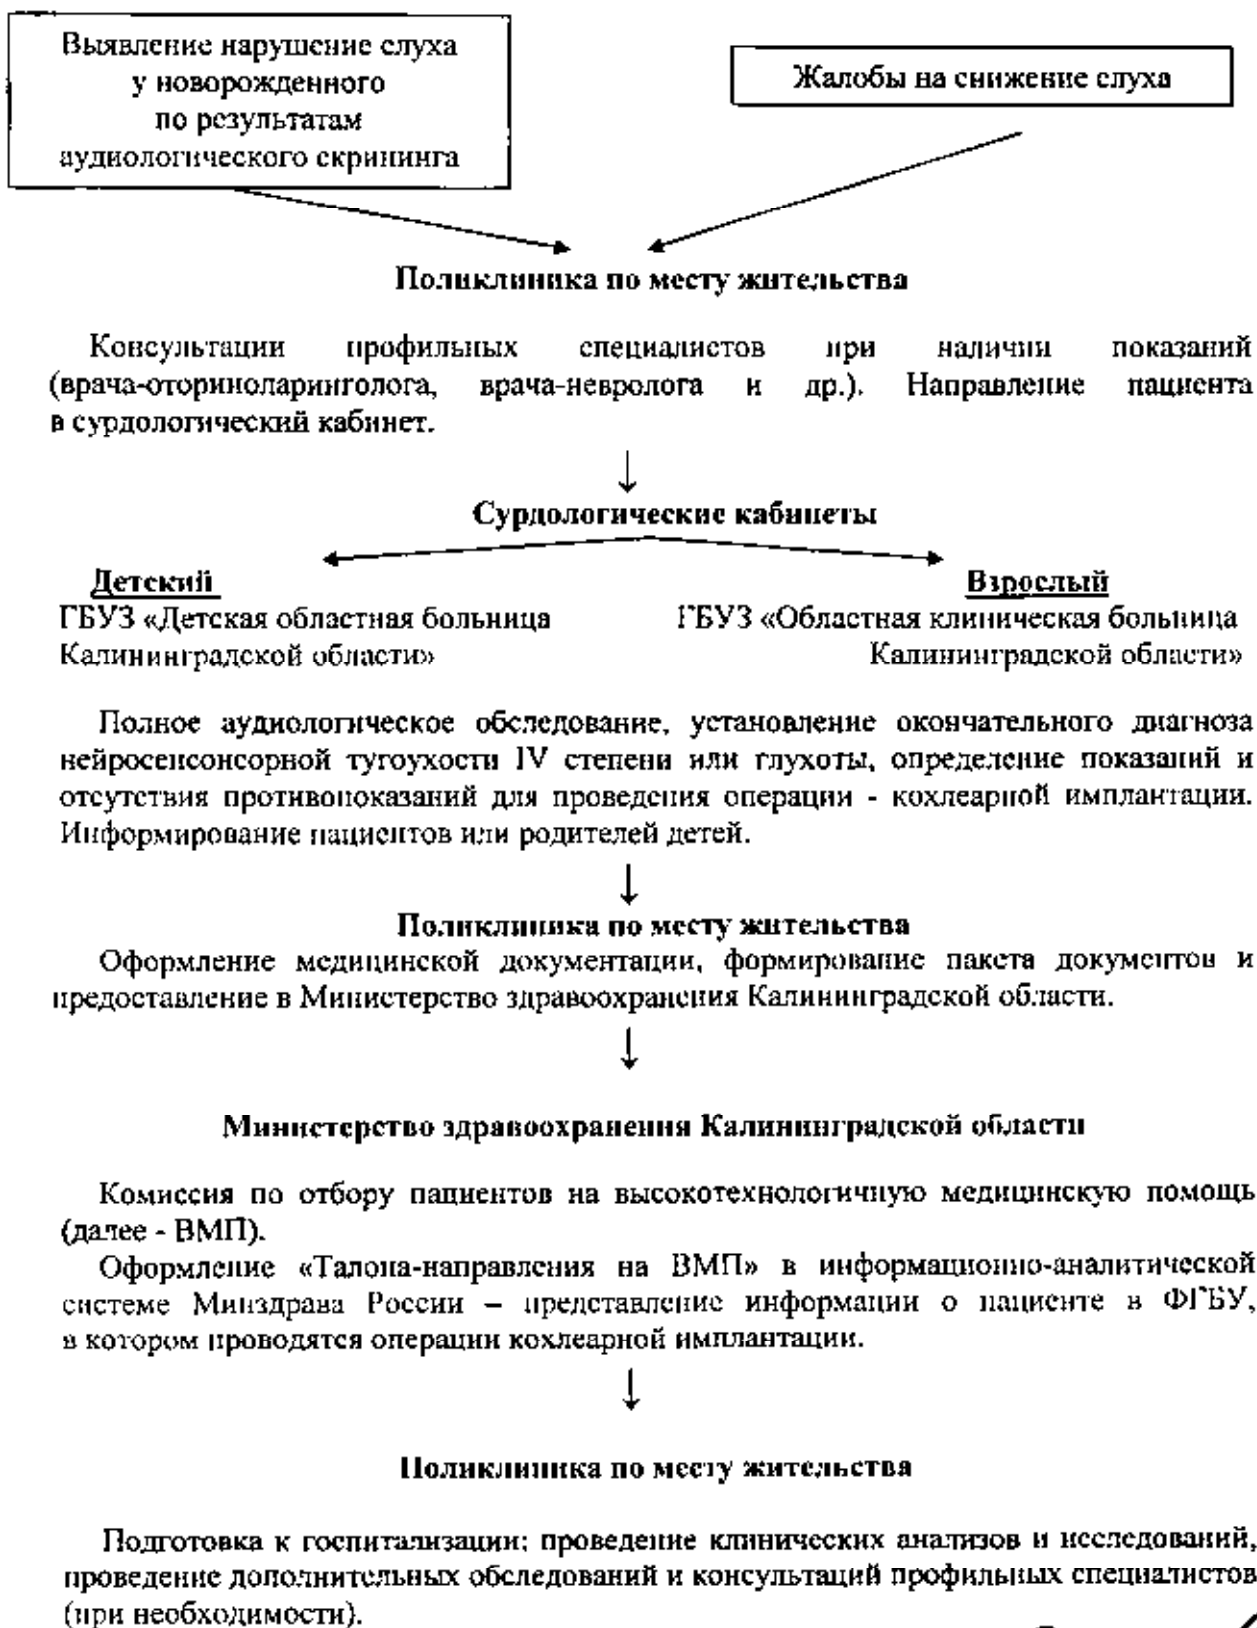 Выявление нарушение слуха
у новорожденного
по результатам
аудиологического скрининга
Жалобы на снижение слуха
Поликлиника по месту жительства
Консультации профильных специалистов при наличии показаний
(врача-оториноларинголога, врача-невролога и др.). Направление пациента
в сурдологический кабинет.
Сурдологические кабинеты
Детский
ГБУЗ «Детская областная больница
Калининградской области»
Взрослый
ГБУЗ «Областная клиническая больница
Калининградской области»
Полное аудиологическое обследование, установление окончательного диагноза
нейросенсонсорной тугоухости IV степени или глухоты, определение показаний и
отсутствия противопоказаний для проведения операции - кохлеарной имплантации.
Информирование пациентов или родителей детей.
Поликлиника по месту жительства
Оформление медицинской документации, формирование пакета документов и
предоставление в Министерство здравоохранения Калининградской области.
Министерство здравоохранения Калининградской области
Комиссия по отбору пациентов на высокотехнологичную медицинскую помощь
(далее - ВМП).
Оформление «Талона-направления на ВМП» в информационно-аналитической
системе Минздрава России – представление информации о пациенте в ФГБУ,
в котором проводятся операции кохлеарной имплантации.
Поликлиника по месту жительства
Подготовка к госпитализации: проведение клинических анализов и исследований,
проведение дополнительных обследований и консультаций профильных специалистов
(при необходимости).